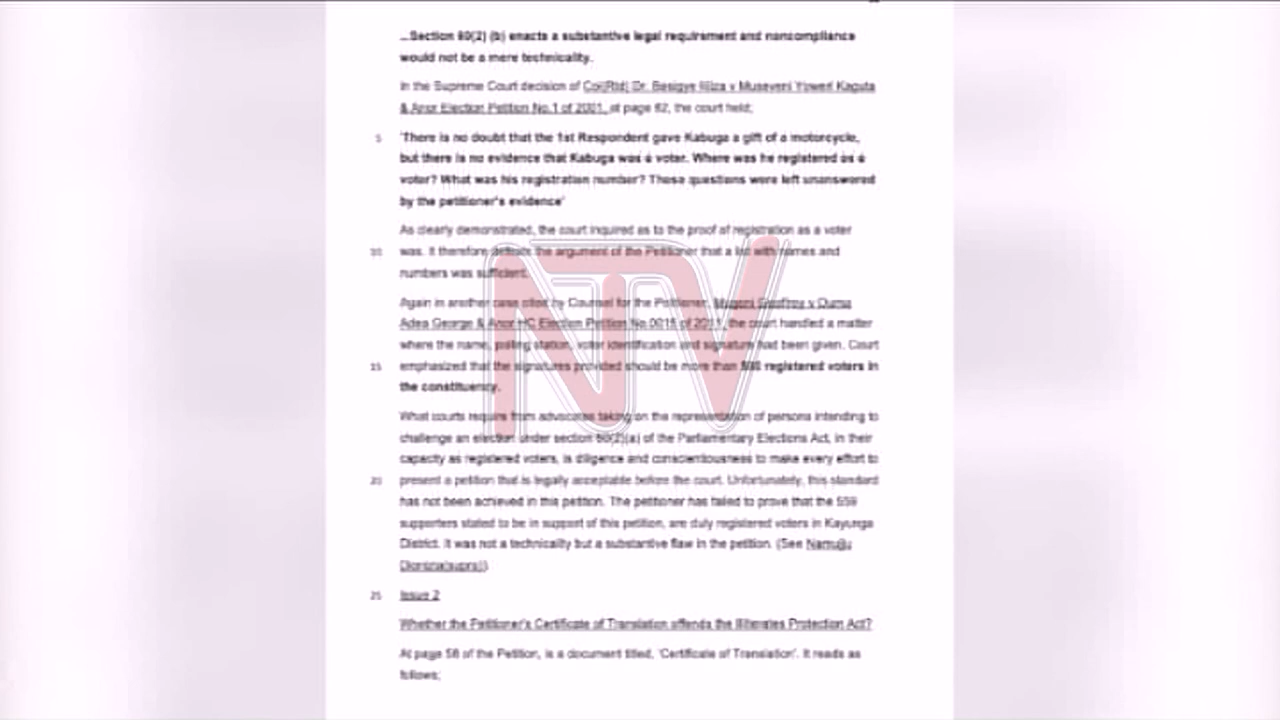 ...Section 60(2) (b) enacts a substantive legal requirement and noncompliance
would not be a mere technicality.
In the Supreme Court decision of Col(Rtd) Dr. Besigye Kiiza v Museveni Yoweri Kaguta
& Anor Election Petition No.1 of 2001, at page 62, the court held;
5 'There is no doubt that the 1st Respondent gave Kabuga a gift of a motorcycle,
but there is no evidence that Kabuga was a voter. Where was he registered as a
voter? What was his registration number? These questions were left unanswered
by the petitioner's evidence'
As clearly demonstrated, the court inquired as to the proof of registration as a voter
10 was. It therefore defeats the argument of the Petitioner that a list with names and
numbers was sufficient.
Again in another case cited by Counsel for the Petitioner, Geoffrey v
George & Anor HC Election Petition No. of the court handled a matter
where the name, polling station, voter identification and signature had been given. Court
15 emphasized that the signatures provided should be more than 500 registered voters in
the constituency.
What courts require from advocates taking on the representation of persons intending to
challenge an election under section 60(2)(a) of the Parliamentary Elections Act, in their
capacity as registered voters, is diligence and conscientiousness to make every effort to
20 present a petition that is legally acceptable before the court. Unfortunately, this standard
has not been achieved in this petition. The petitioner has failed to prove that the 559
supporters stated to be in support of this petition, are duly registered voters in Kayunga
District. It was not a technicality but a substantive flaw in the petition. (See
25 Issue 2
Whether the Petitioner's Certificate of Translation offends the Illiterates Protection Act?
At page 58 of the Petition, is a document titled, 'Certificate of Translation'. It reads as
follows;
NTV